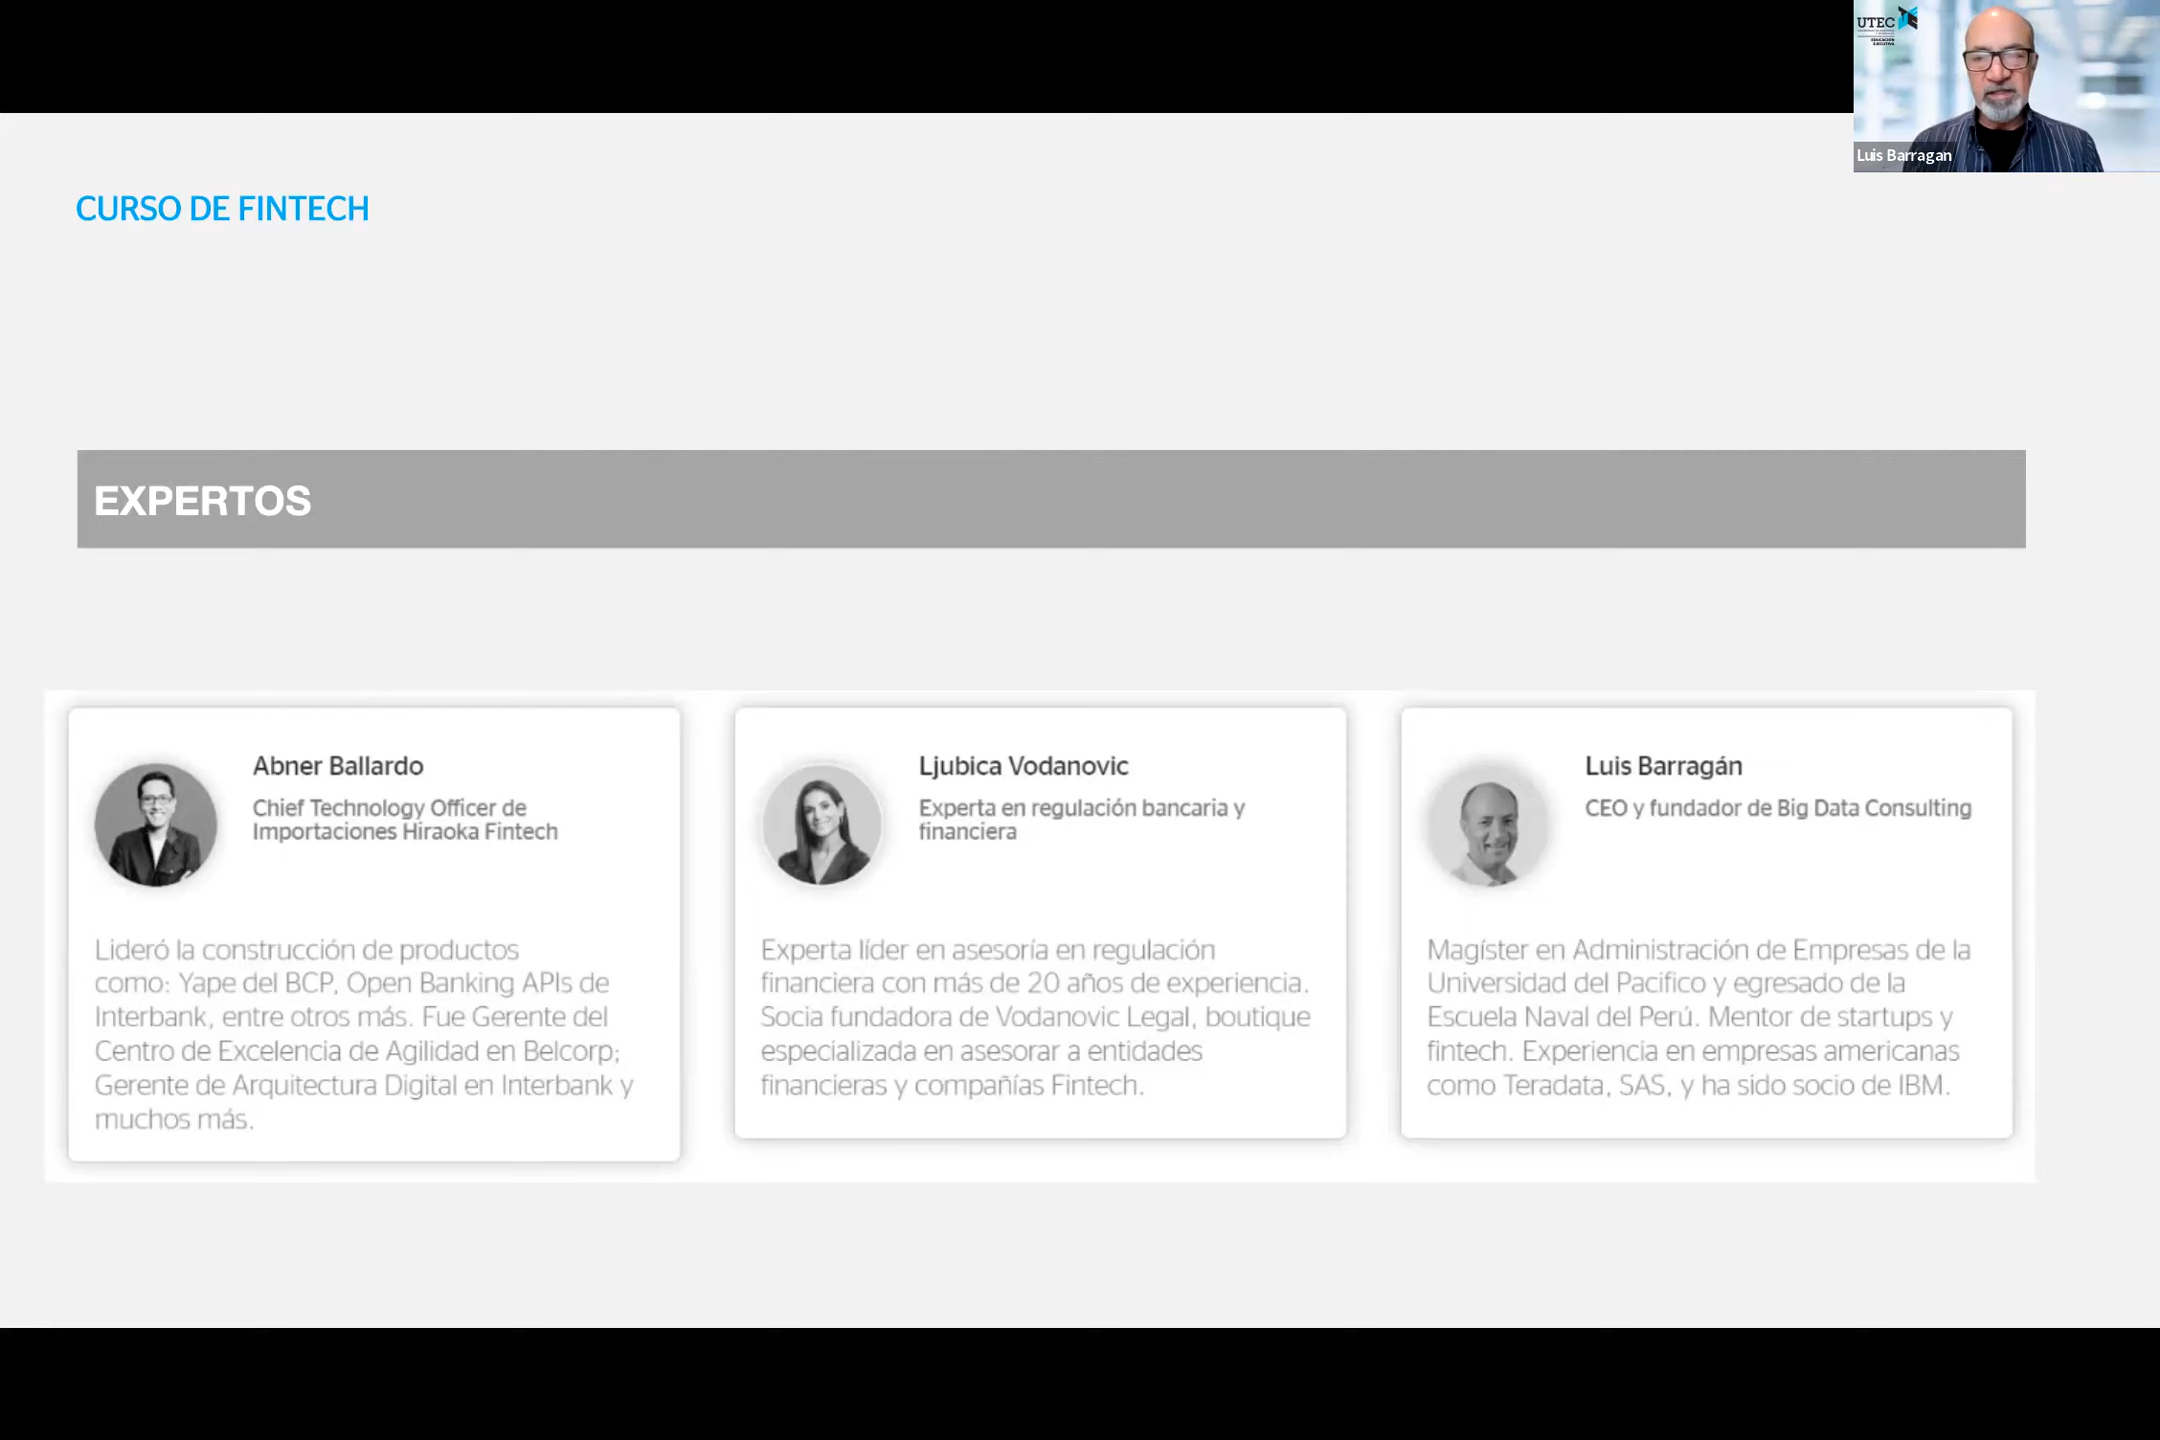 UTEC
Luis Barragan
CURSO DE FINTECH
EXPERTOS
Abner Ballardo
Chief Technology Officer de
Importaciones Hiraoka Fintech
Lideró la construcción de productos
como: Yape del BCP, Open Banking APIs de
Interbank, entre otros más. Fue Gerente del
Centro de Excelencia de Agilidad en Belcorp;
Gerente de Arquitectura Digital en Interbank y
muchos más.
Ljubica Vodanovic
Experta en regulación bancaria y
financiera
Experta líder en asesoría en regulación
financiera con más de 20 años de experiencia.
Socia fundadora de Vodanovic Legal, boutique
especializada en asesorar a entidades
financieras y compañías Fintech.
Luis Barragán
CEO y fundador de Big Data Consulting
Magíster en Administración de Empresas de la
Universidad del Pacifico y egresado de la
Escuela Naval del Perú. Mentor de startups y
fintech. Experiencia en empresas americanas
como Teradata, SAS, y ha sido socio de IBM.